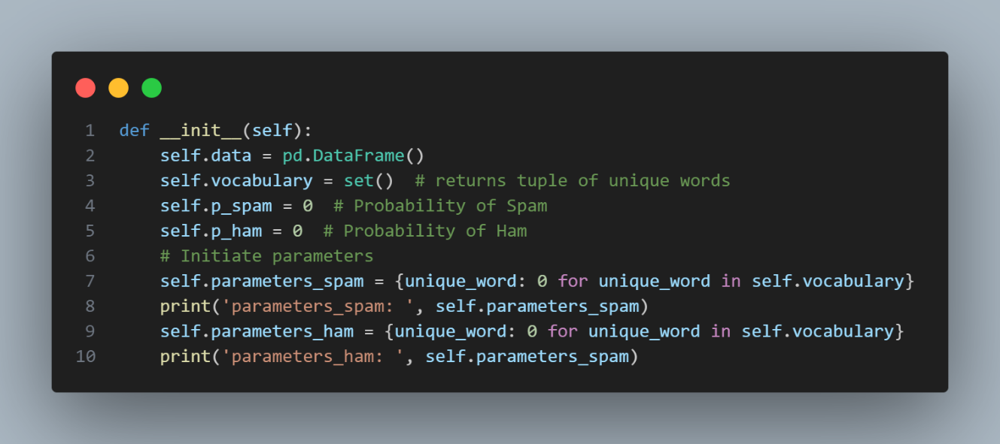 1 def __init__(self):
2     self.data = pd.DataFrame()
3     self.vocabulary = set()  # returns tuple of unique words
4     self.p_spam = 0  # Probability of Spam
5     self.p_ham = 0  # Probability of Ham
6     # Initiate parameters
7     self.parameters_spam = {unique_word: 0 for unique_word in self.vocabulary}
8     print('parameters_spam: ', self.parameters_spam)
9     self.parameters_ham = {unique_word: 0 for unique_word in self.vocabulary}
10     print('parameters_ham: ', self.parameters_spam)